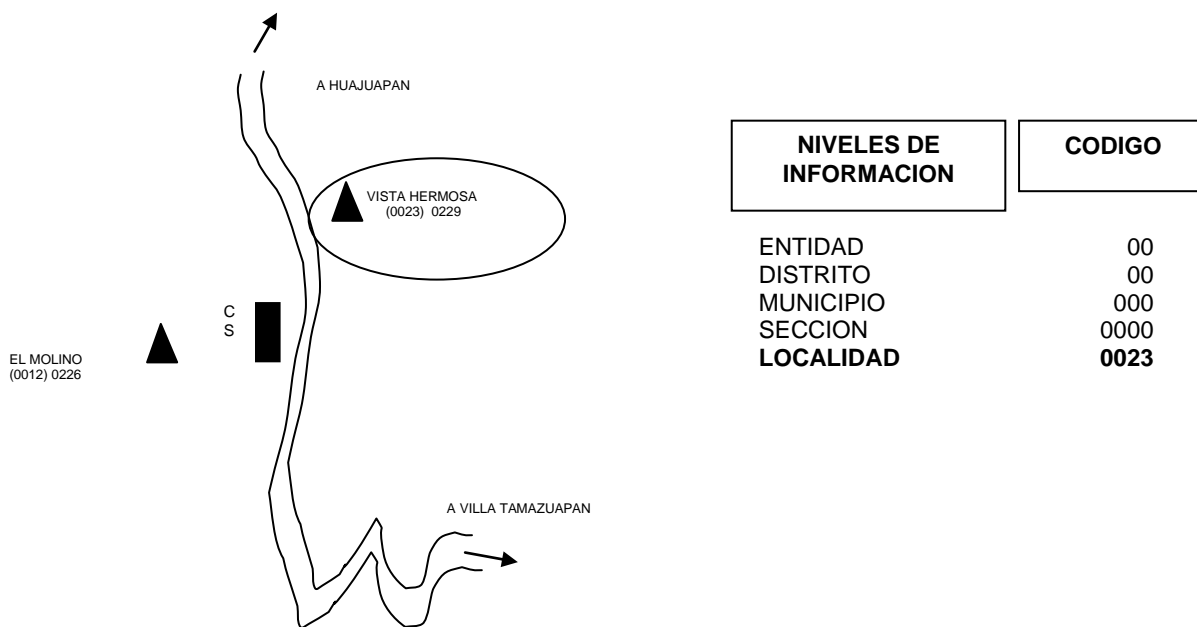 A HUAJUAPAN
VISTA HERMOSA
(0023) 0229
C
S
EL MOLINO
(0012) 0226
A VILLA TAMAZUAPAN
NIVELES DE
INFORMACION
CODIGO
ENTIDAD 00
DISTRITO 00
MUNICIPIO 000
SECCION 0000
LOCALIDAD 0023